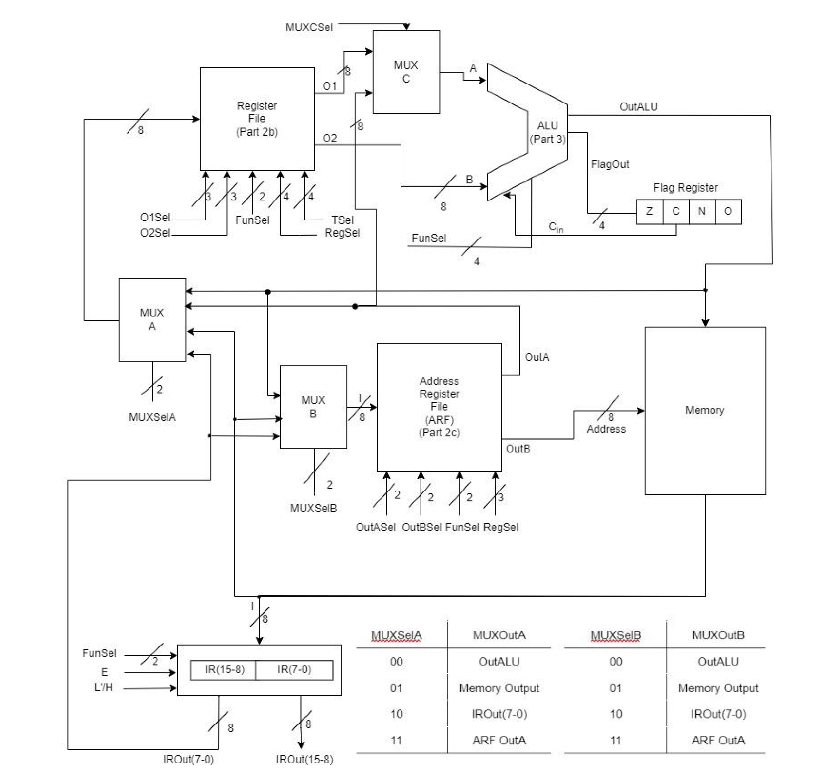 MUXCSel
MUX
C
8
A
O1
Register
File
(Part 2b)
8
8
O2
OutALU
ALU
(Part 3)
FlagOut
B
8
Flag Register
Z C N O
4
Cin
3 3 2 4 4
O1Sel
O2Sel
FunSel
TSel
RegSel
FunSel
4
MUX
A
2
MUXSelA
MUX
B
I
8
2
MUXSelB
Address
Register
File
(ARF)
(Part 2c)
OutA
OutB
8
Address
Memory
2 2 2 3
OutASel OutBSel FunSel RegSel
I
8
FunSel
2
E
L'/H
IR(15-8) IR(7-0)
8
8
IROut(7-0)
IROut(15-8)
MUXSelA MUXOutA
00 OutALU
01 Memory Output
10 IROut(7-0)
11 ARF OutA
MUXSelB MUXOutB
00 OutALU
01 Memory Output
10 IROut(7-0)
11 ARF OutA